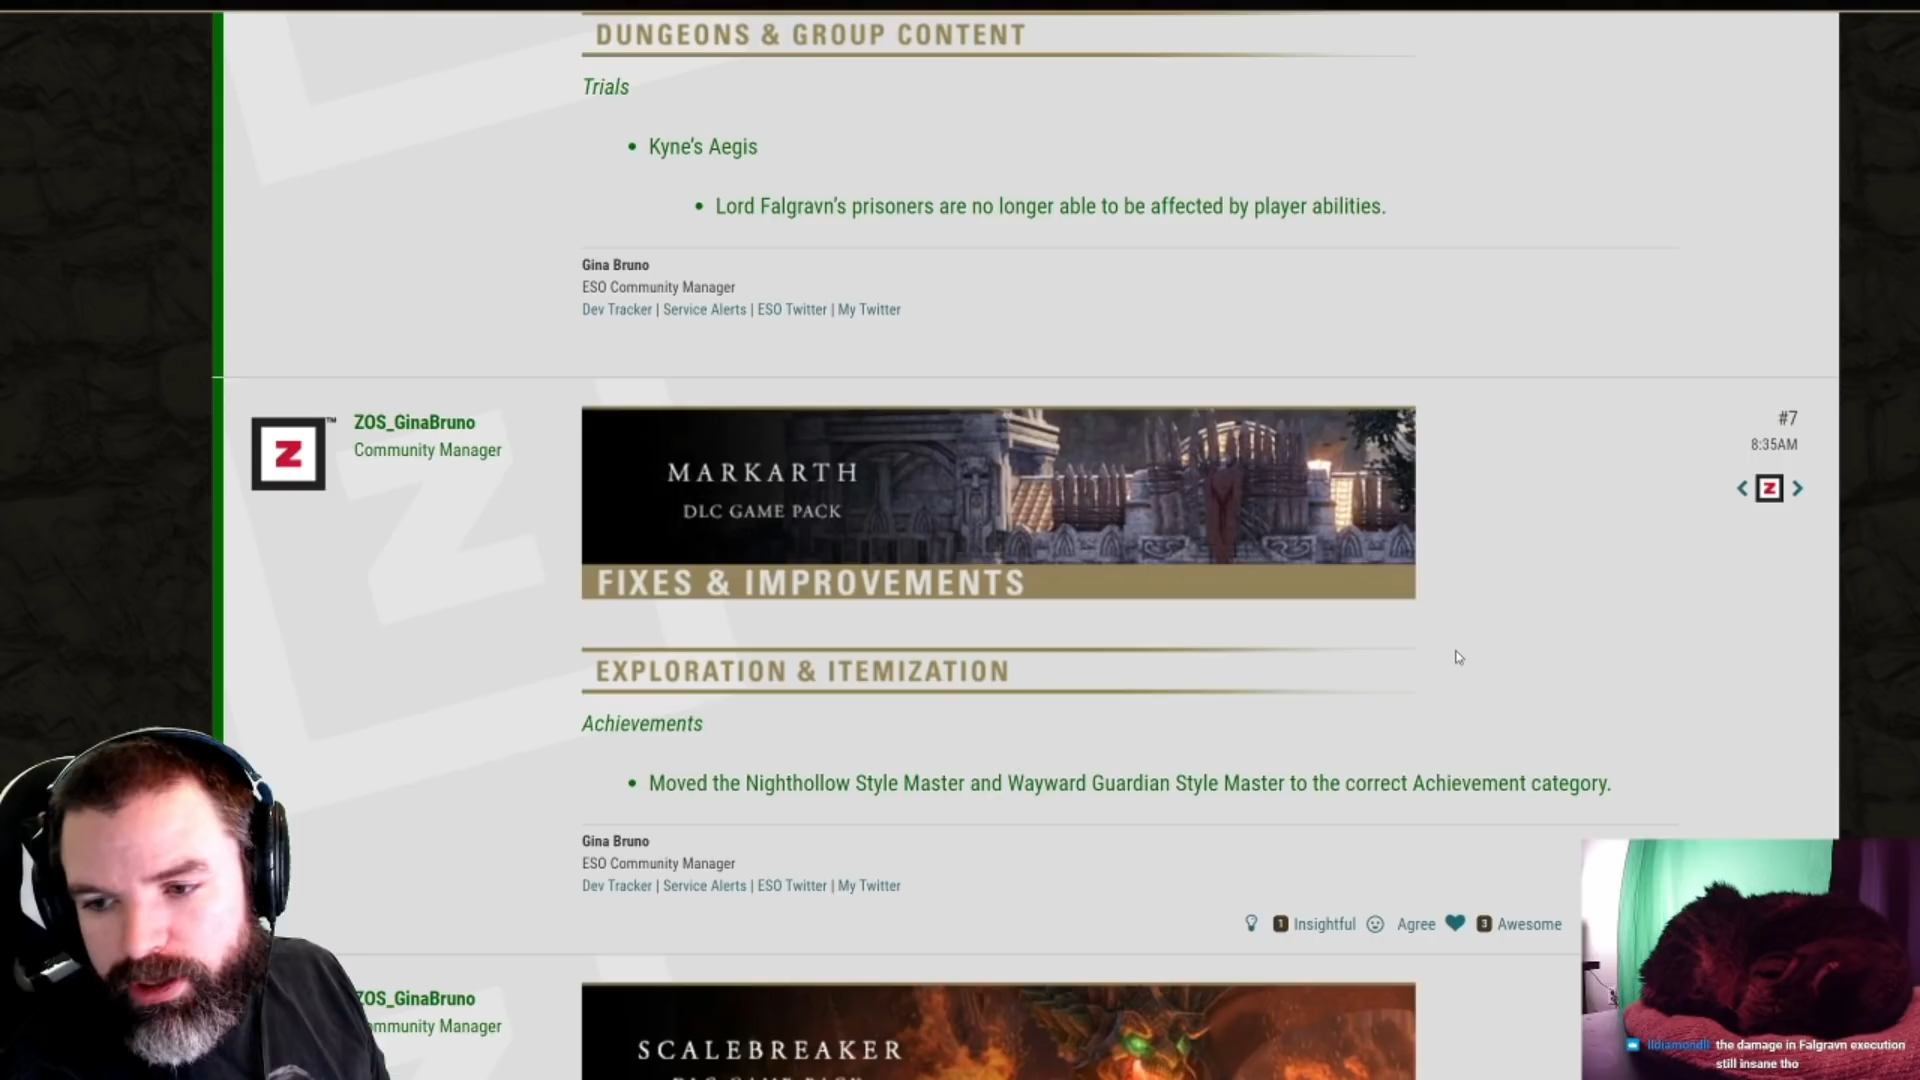 DUNGEONS & GROUP CONTENT
Trials
• Kyne's Aegis
• Lord Falgravn's prisoners are no longer able to be affected by player abilities.
Gina Bruno
ESO Community Manager
Dev Tracker | Service Alerts | ESO Twitter | My Twitter
Z
™
ZOS_GinaBruno
Community Manager
MARKARTH
DLC GAME PACK
FIXES & IMPROVEMENTS
#7
8:35AM
< Z >
EXPLORATION & ITEMIZATION
Achievements
• Moved the Nighthollow Style Master and Wayward Guardian Style Master to the correct Achievement category.
Gina Bruno
ESO Community Manager
Dev Tracker | Service Alerts | ESO Twitter | My Twitter
1 Insightful Agree 3 Awesome
ZOS_GinaBruno
Community Manager
SCALEBREAKER
DLC GAME PACK
the damage in Falgravn execution
still insane tho